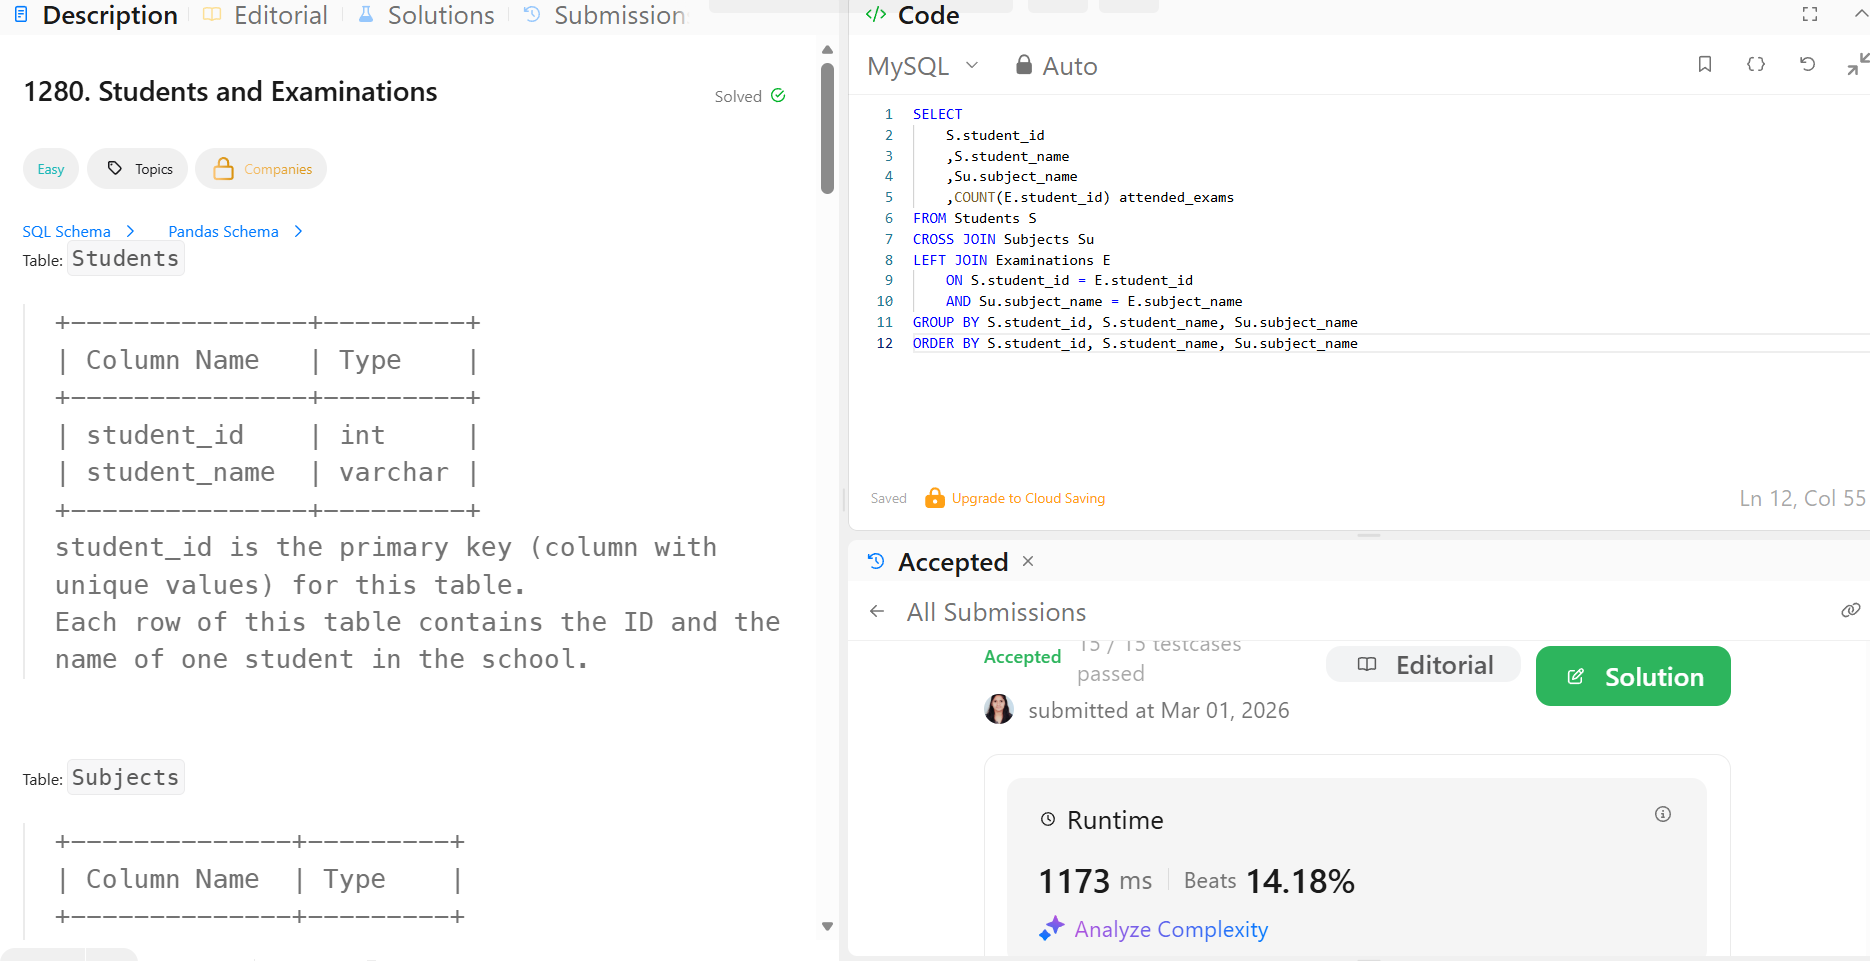 Description
Editorial
Solutions
Submissions
1280. Students and Examinations
Solved
Easy
Topics
Companies
SQL Schema
Pandas Schema
Table: Students
+---------------+---------+
| Column Name   | Type    |
+---------------+---------+
| student_id    | int     |
| student_name  | varchar |
+---------------+---------+
student_id is the primary key (column with
unique values) for this table.
Each row of this table contains the ID and the
name of one student in the school.
Table: Subjects
+--------------+---------+
| Column Name  | Type    |
+--------------+---------+
</> Code
MySQL
Auto
1 SELECT
2     S.student_id
3     ,S.student_name
4     ,Su.subject_name
5     ,COUNT(E.student_id) attended_exams
6 FROM Students S
7 CROSS JOIN Subjects Su
8 LEFT JOIN Examinations E
9     ON S.student_id = E.student_id
10     AND Su.subject_name = E.subject_name
11 GROUP BY S.student_id, S.student_name, Su.subject_name
12 ORDER BY S.student_id, S.student_name, Su.subject_name
Saved
Upgrade to Cloud Saving
Ln 12, Col 55
Accepted
All Submissions
Accepted
15 / 15 testcases
passed
submitted at Mar 01, 2026
Editorial
Solution
Runtime
1173 ms
Beats 14.18%
Analyze Complexity